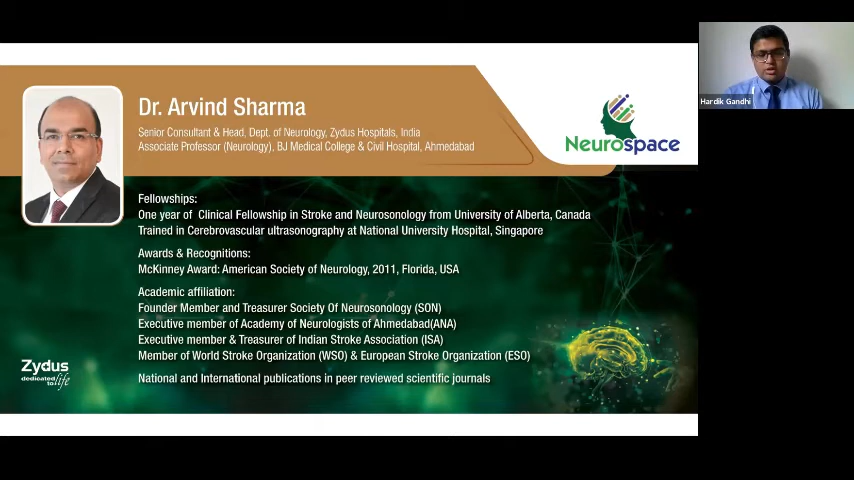 Dr. Arvind Sharma
Senior Consultant & Head, Dept. of Neurology, Zydus Hospitals, India
Associate Professor (Neurology), BJ Medical College & Civil Hospital, Ahmedabad
Neurospace
Hardik Gandhi
Fellowships:
One year of Clinical Fellowship in Stroke and Neurosonology from University of Alberta, Canada
Trained in Cerebrovascular ultrasonography at National University Hospital, Singapore
Awards & Recognitions:
McKinney Award: American Society of Neurology, 2011, Florida, USA
Academic affiliation:
Founder Member and Treasurer Society Of Neurosonology (SON)
Executive member of Academy of Neurologists of Ahmedabad(ANA)
Executive member & Treasurer of Indian Stroke Association (ISA)
Member of World Stroke Organization (WSO) & European Stroke Organization (ESO)
National and International publications in peer reviewed scientific journals
Zydus
dedicated
to life